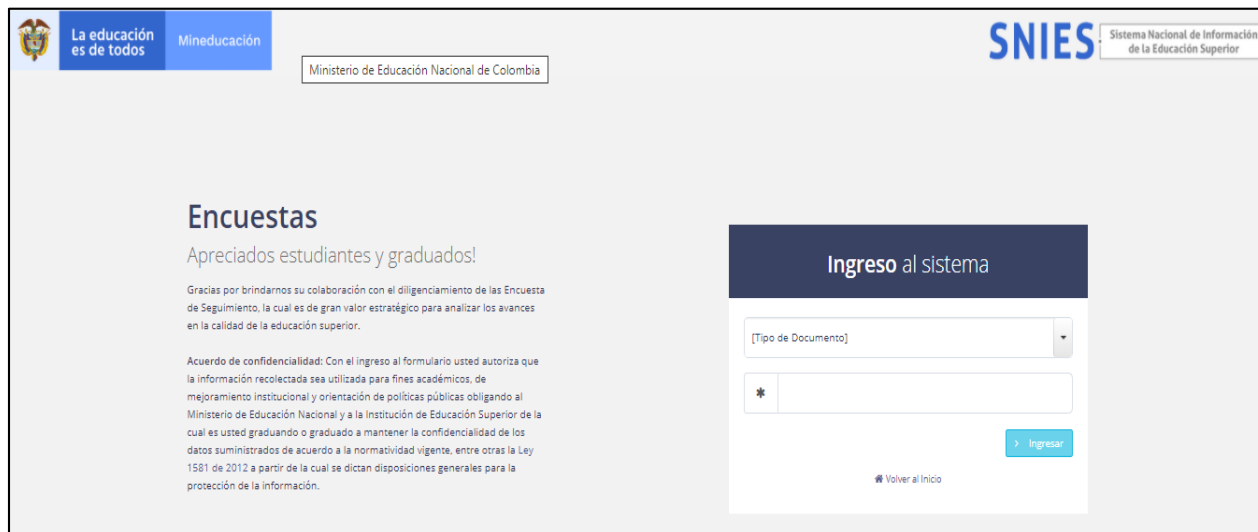 La educación
es de todos
Mineducación
Ministerio de Educación Nacional de Colombia
SNIES
Sistema Nacional de Información
de la Educación Superior
Encuestas
Apreciados estudiantes y graduados!
Gracias por brindarnos su colaboración con el diligenciamiento de las Encuesta
de Seguimiento, la cual es de gran valor estratégico para analizar los avances
en la calidad de la educación superior.
Acuerdo de confidencialidad: Con el ingreso al formulario usted autoriza que
la información recolectada sea utilizada para fines académicos, de
mejoramiento institucional y orientación de políticas públicas obligando al
Ministerio de Educación Nacional y a la Institución de Educación Superior de la
cual es usted graduando o graduado a mantener la confidencialidad de los
datos suministrados de acuerdo a la normatividad vigente, entre otras la Ley
1581 de 2012 a partir de la cual se dictan disposiciones generales para la
protección de la información.
Ingreso al sistema
[Tipo de Documento]
Ingresar
Volver al Inicio